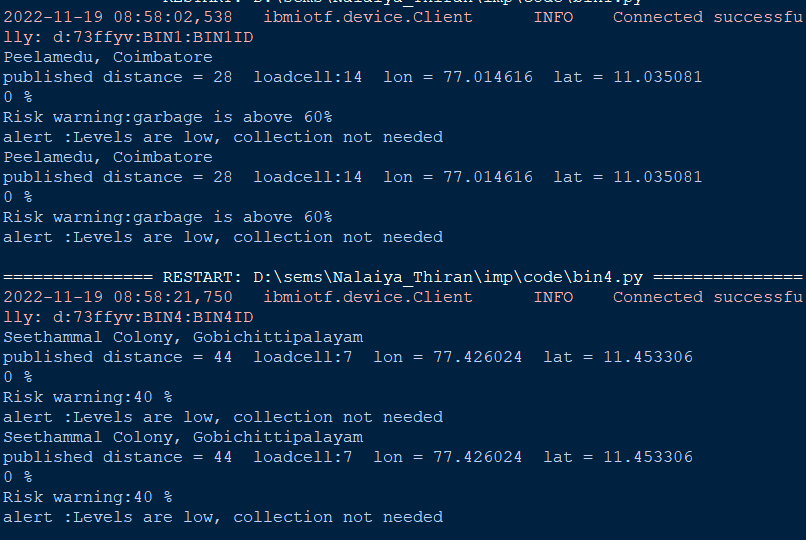 RESTART: D:\sems\Nalaiya_Thiran\imp\code\bin1.py
2022-11-19 08:58:02,538   ibmiotf.device.Client      INFO    Connected successfu
lly: d:73ffyv:BIN1:BIN1ID
Peelamedu, Coimbatore
published distance = 28  loadcell:14  lon = 77.014616  lat = 11.035081
0 %
Risk warning:garbage is above 60%
alert :Levels are low, collection not needed
Peelamedu, Coimbatore
published distance = 28  loadcell:14  lon = 77.014616  lat = 11.035081
0 %
Risk warning:garbage is above 60%
alert :Levels are low, collection not needed
=============== RESTART: D:\sems\Nalaiya_Thiran\imp\code\bin4.py ===============
2022-11-19 08:58:21,750   ibmiotf.device.Client      INFO    Connected successfu
lly: d:73ffyv:BIN4:BIN4ID
Seethammal Colony, Gobichittipalayam
published distance = 44  loadcell:7  lon = 77.426024  lat = 11.453306
0 %
Risk warning:40 %
alert :Levels are low, collection not needed
Seethammal Colony, Gobichittipalayam
published distance = 44  loadcell:7  lon = 77.426024  lat = 11.453306
0 %
Risk warning:40 %
alert :Levels are low, collection not needed